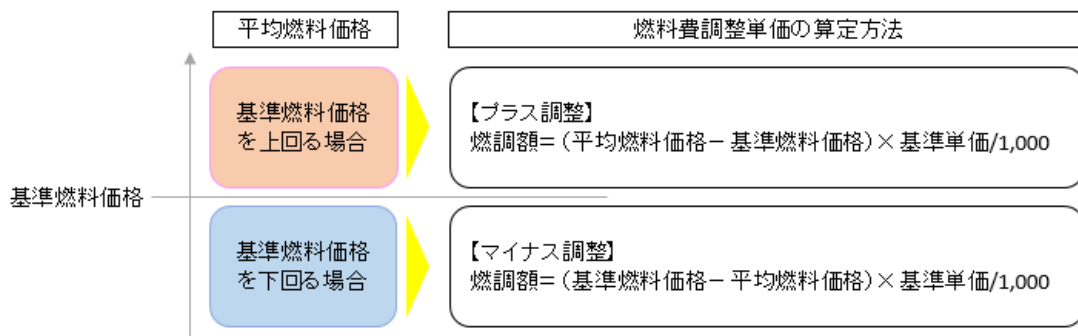 平均燃料価格
燃料費調整単価の算定方法
基準燃料価格
を上回る場合
【プラス調整】
燃調額=(平均燃料価格-基準燃料価格)×基準単価/1,000
基準燃料価格
基準燃料価格
を下回る場合
【マイナス調整】
燃調額=(基準燃料価格-平均燃料価格)×基準単価/1,000